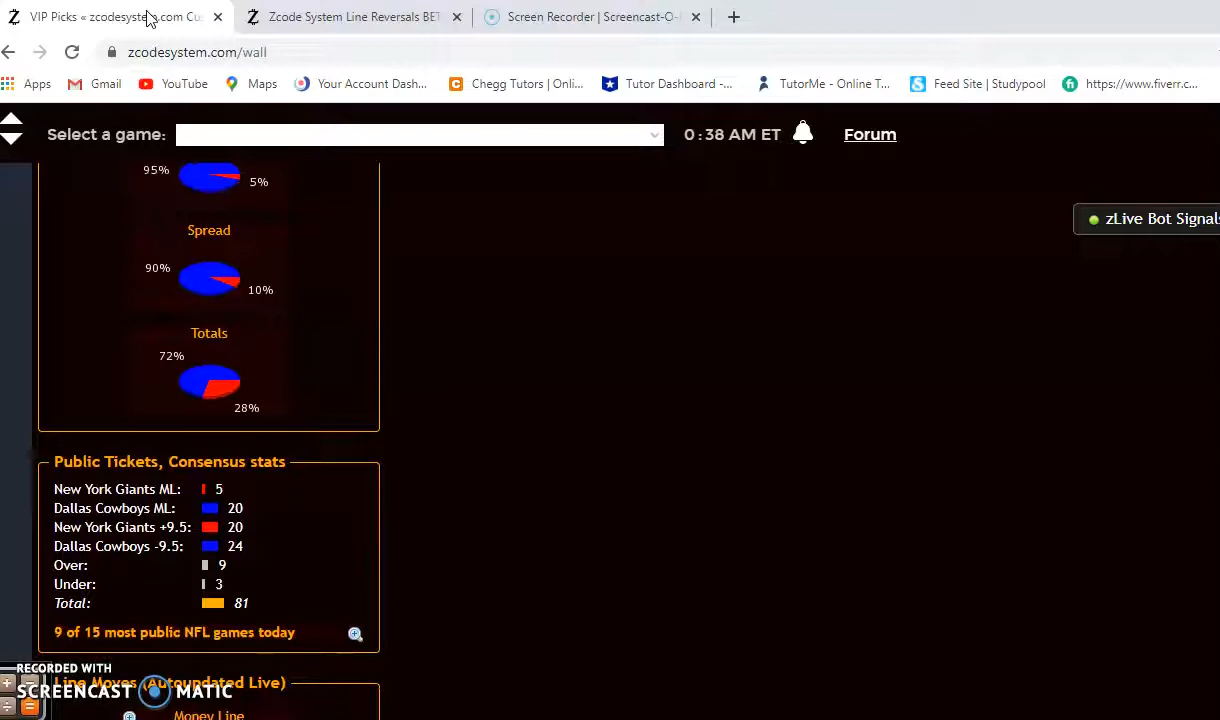 VIP Picks « zcodesystem.com Cu
Zcode System Line Reversals BET
Screen Recorder | Screencast-O-
zcodesystem.com/wall
Apps
Gmail
YouTube
Maps
Your Account Dash...
Chegg Tutors | Onli...
Tutor Dashboard -...
TutorMe - Online T...
Feed Site | Studypool
https://www.fiverr.c...
Select a game:
0:38 AM ET
Forum
95%
5%
zLive Bot Signals
Spread
90%
10%
Totals
72%
28%
Public Tickets, Consensus stats
New York Giants ML: 5
Dallas Cowboys ML: 20
New York Giants +9.5: 20
Dallas Cowboys -9.5: 24
Over: 9
Under: 3
Total: 81
9 of 15 most public NFL games today
RECORDED WITH
SCREENCAST MATIC
Line Moves (Autoupdated Live)
Money Line